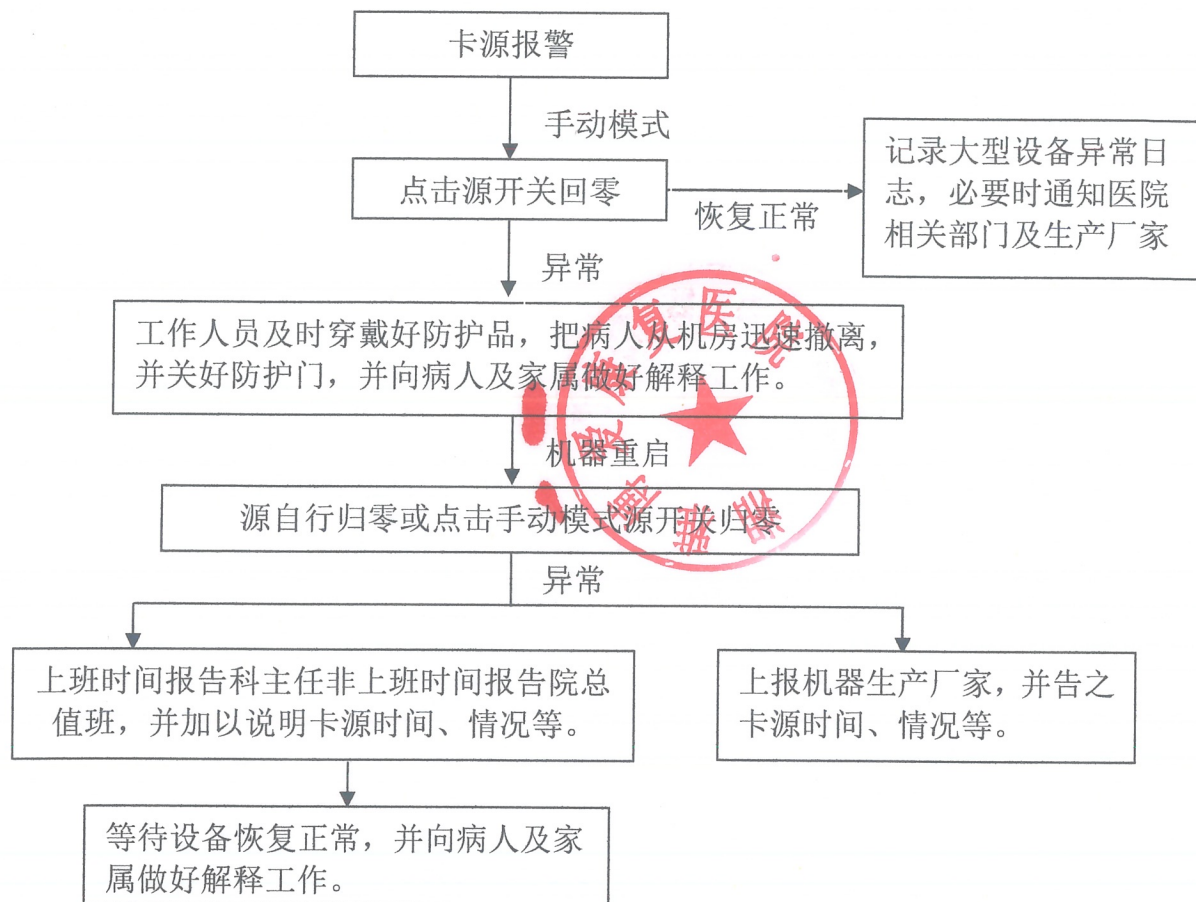 卡源报警
手动模式
点击源开关回零
恢复正常
记录大型设备异常日
志，必要时通知医院
相关部门及生产厂家
异常
工作人员及时穿戴好防护品，把病人从机房迅速撤离，
并关好防护门，并向病人及家属做好解释工作。
机器重启
源自行归零或点击手动模式源开关归零
异常
上班时间报告科主任非上班时间报告院总
值班，并加以说明卡源时间、情况等。
上报机器生产厂家，并告之
卡源时间、情况等。
等待设备恢复正常，并向病人及家
属做好解释工作。
湘雅博爱康复医院